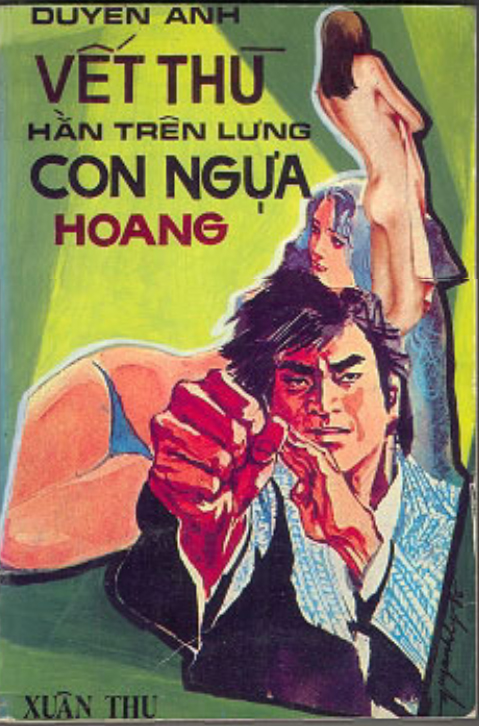 DUYÊN ANH
VẾT THÙ
HẰN TRÊN LƯNG
CON NGỰA
HOANG
XUÂN THU